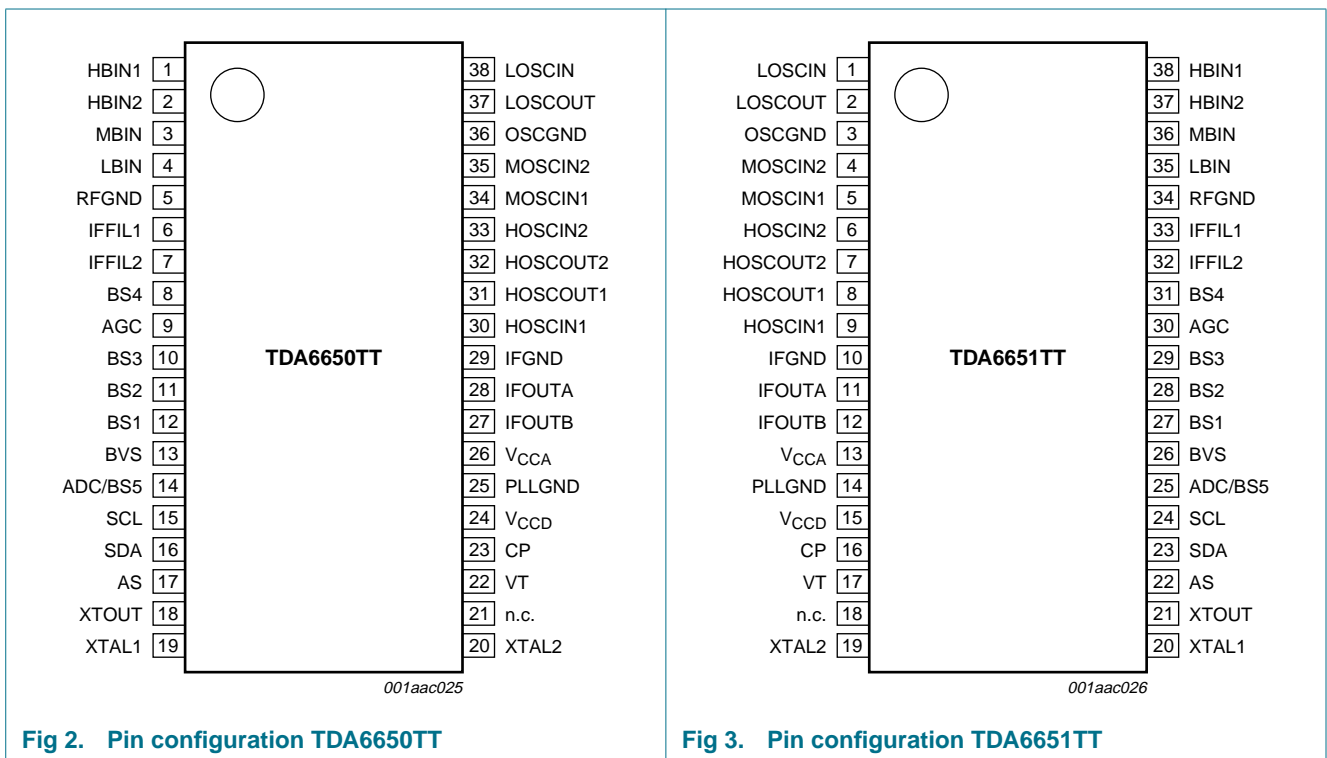 HBIN1 1 38 LOSCIN
HBIN2 2 37 LOSCOUT
MBIN 3 36 OSCGND
LBIN 4 35 MOSCIN2
RFGND 5 34 MOSCIN1
IFFIL1 6 33 HOSCIN2
IFFIL2 7 32 HOSCOUT2
BS4 8 31 HOSCOUT1
AGC 9 30 HOSCIN1
BS3 10 TDA6650TT 29 IFGND
BS2 11 28 IFOUTA
BS1 12 27 IFOUTB
BVS 13 26 VCCA
ADC/BS5 14 25 PLLGND
SCL 15 24 VCCD
SDA 16 23 CP
AS 17 22 VT
XTOUT 18 21 n.c.
XTAL1 19 20 XTAL2
001aac025
Fig 2. Pin configuration TDA6650TT
LOSCIN 1 38 HBIN1
LOSCOUT 2 37 HBIN2
OSCGND 3 36 MBIN
MOSCIN2 4 35 LBIN
MOSCIN1 5 34 RFGND
HOSCIN2 6 33 IFFIL1
HOSCOUT2 7 32 IFFIL2
HOSCOUT1 8 31 BS4
HOSCIN1 9 30 AGC
IFGND 10 TDA6651TT 29 BS3
IFOUTA 11 28 BS2
IFOUTB 12 27 BS1
VCCA 13 26 BVS
PLLGND 14 25 ADC/BS5
VCCD 15 24 SCL
CP 16 23 SDA
VT 17 22 AS
n.c. 18 21 XTOUT
XTAL2 19 20 XTAL1
001aac026
Fig 3. Pin configuration TDA6651TT